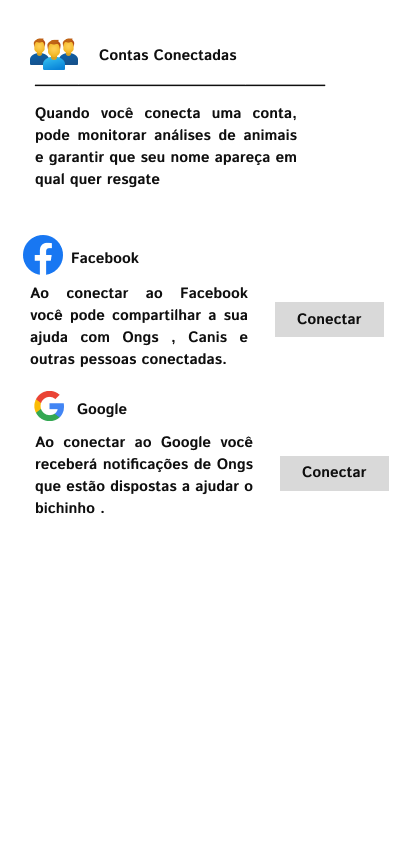 Contas Conectadas
Quando você conecta uma conta,
pode monitorar análises de animais
e garantir que seu nome apareça em
qual quer resgate
Facebook
Ao conectar ao Facebook
você pode compartilhar a sua
ajuda com Ongs , Canis e
outras pessoas conectadas.
Conectar
Google
Ao conectar ao Google você
receberá notificações de Ongs
que estão dispostas a ajudar o
bichinho .
Conectar